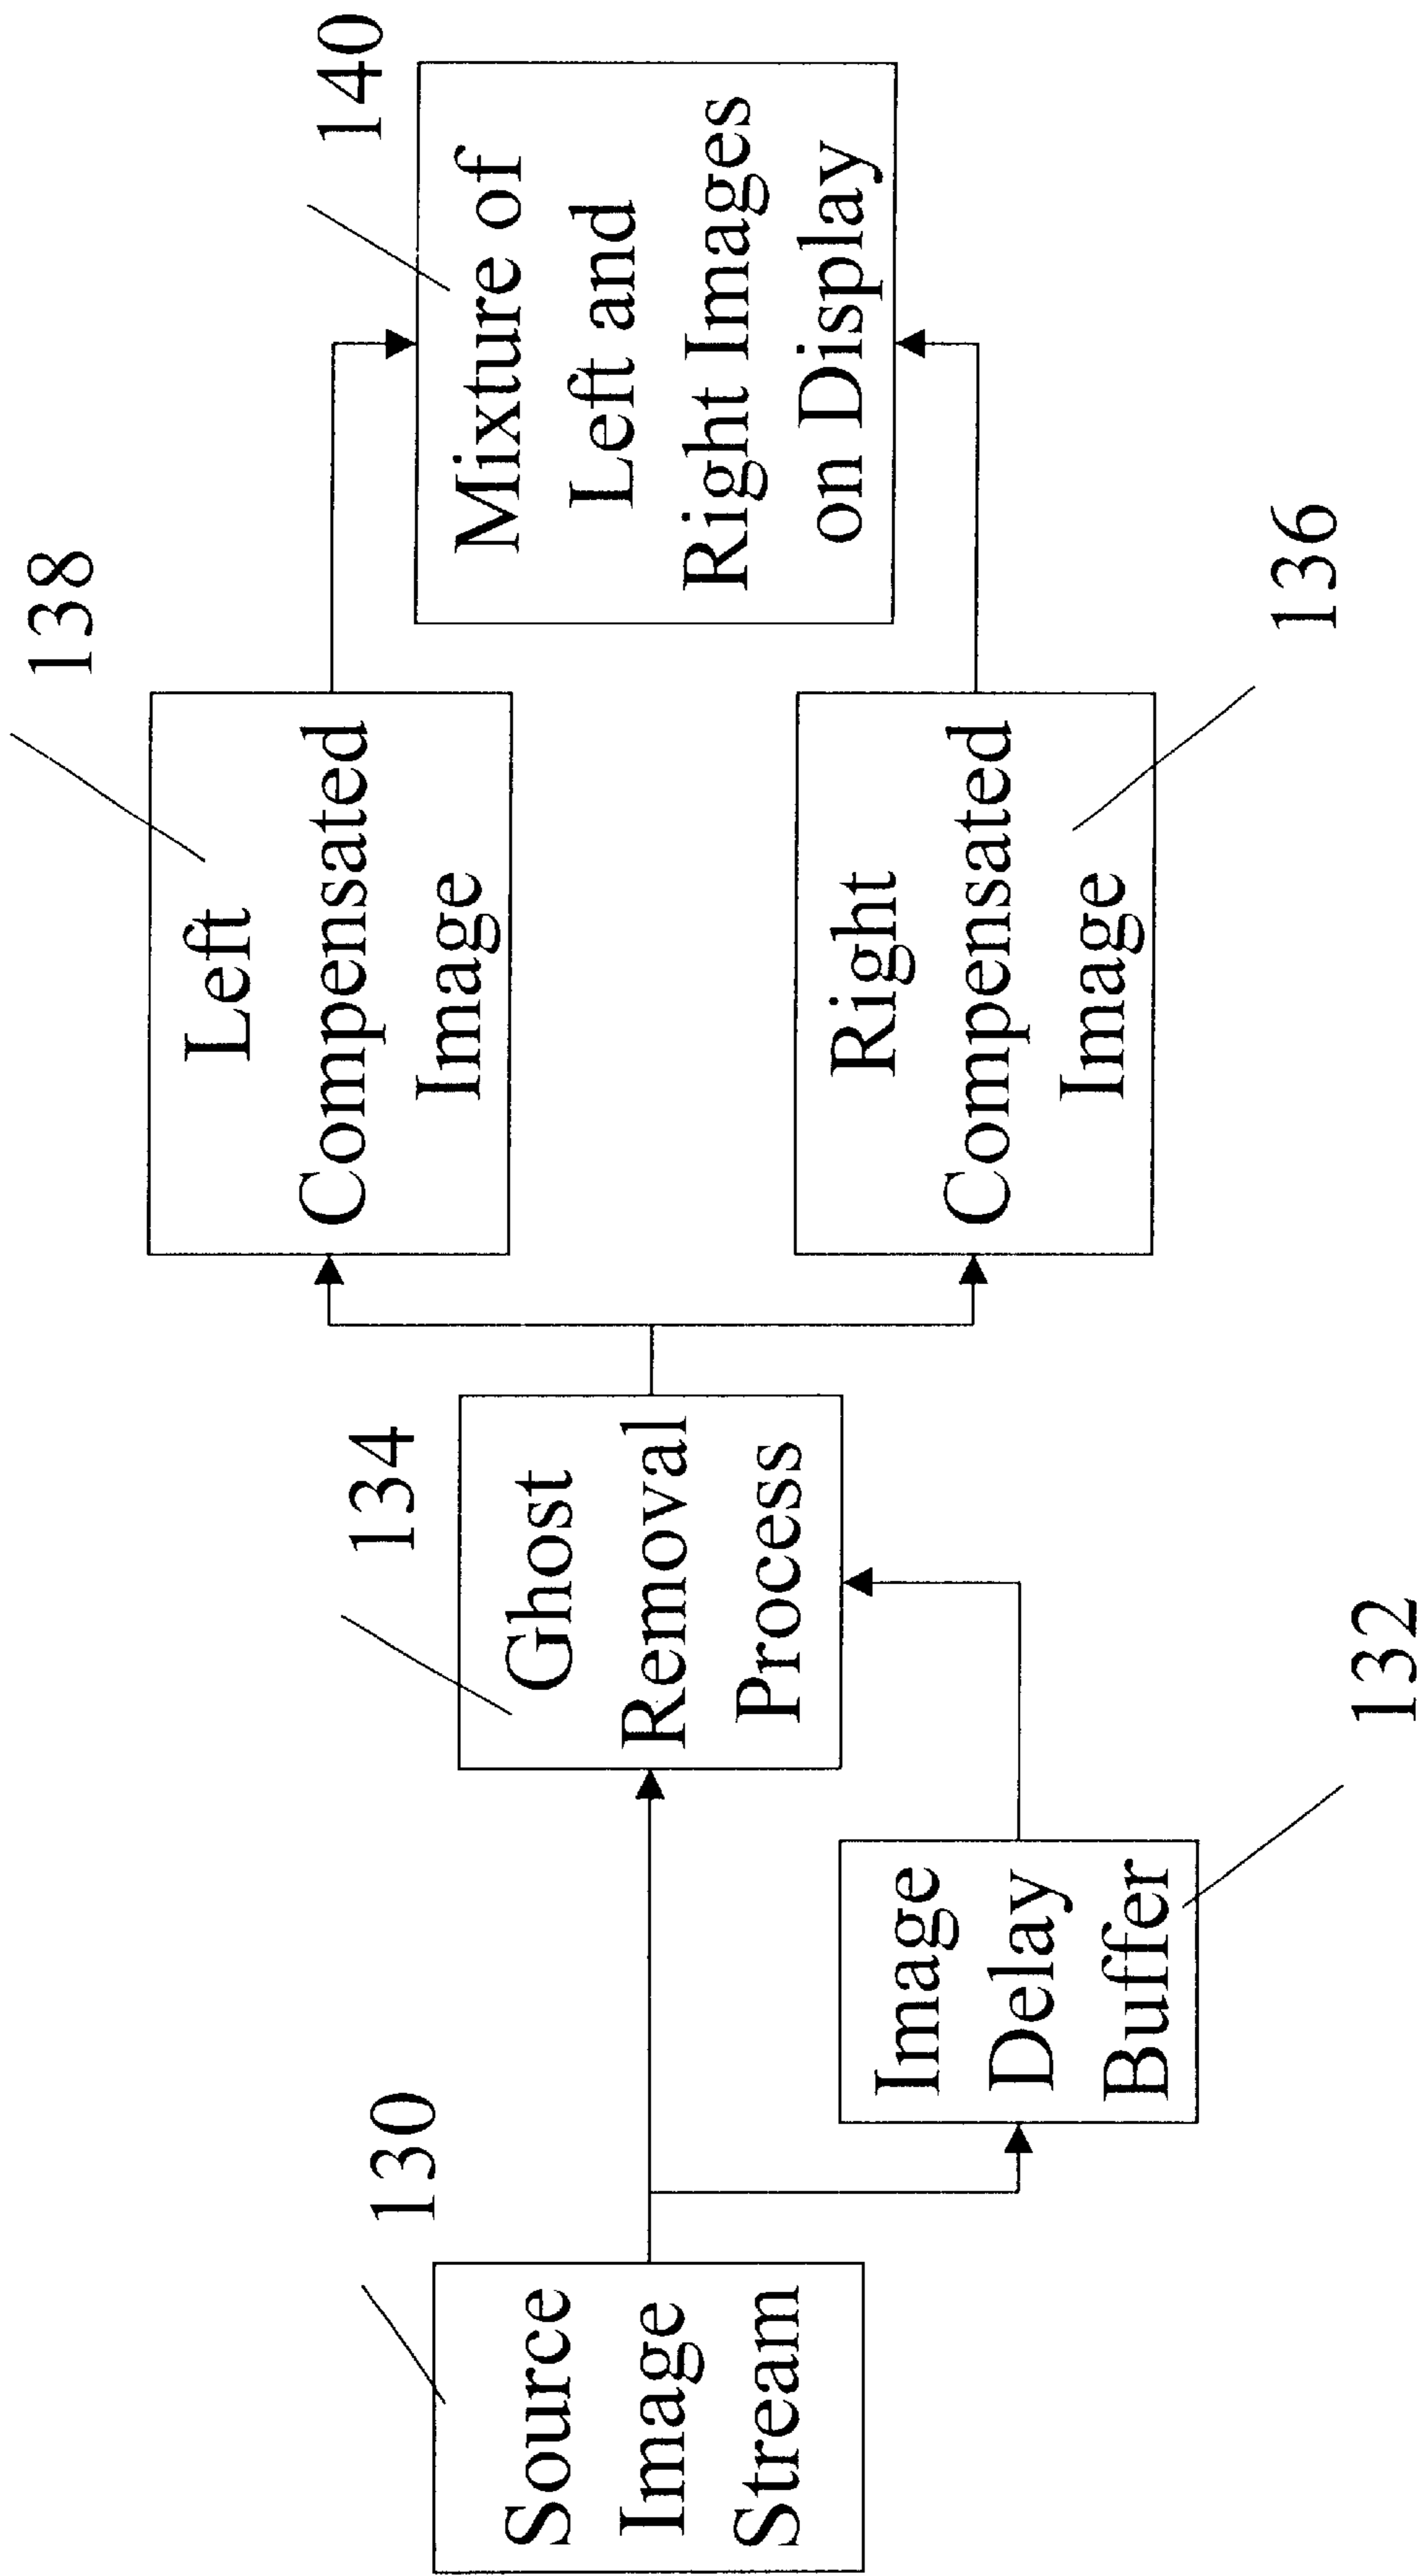 130
Source
Image
Stream
Image
Delay
Buffer
132
134
Ghost
Removal
Process
138
Left
Compensated
Image
Right
Compensated
Image
136
140
Mixture of
Left and
Right Images
on Display